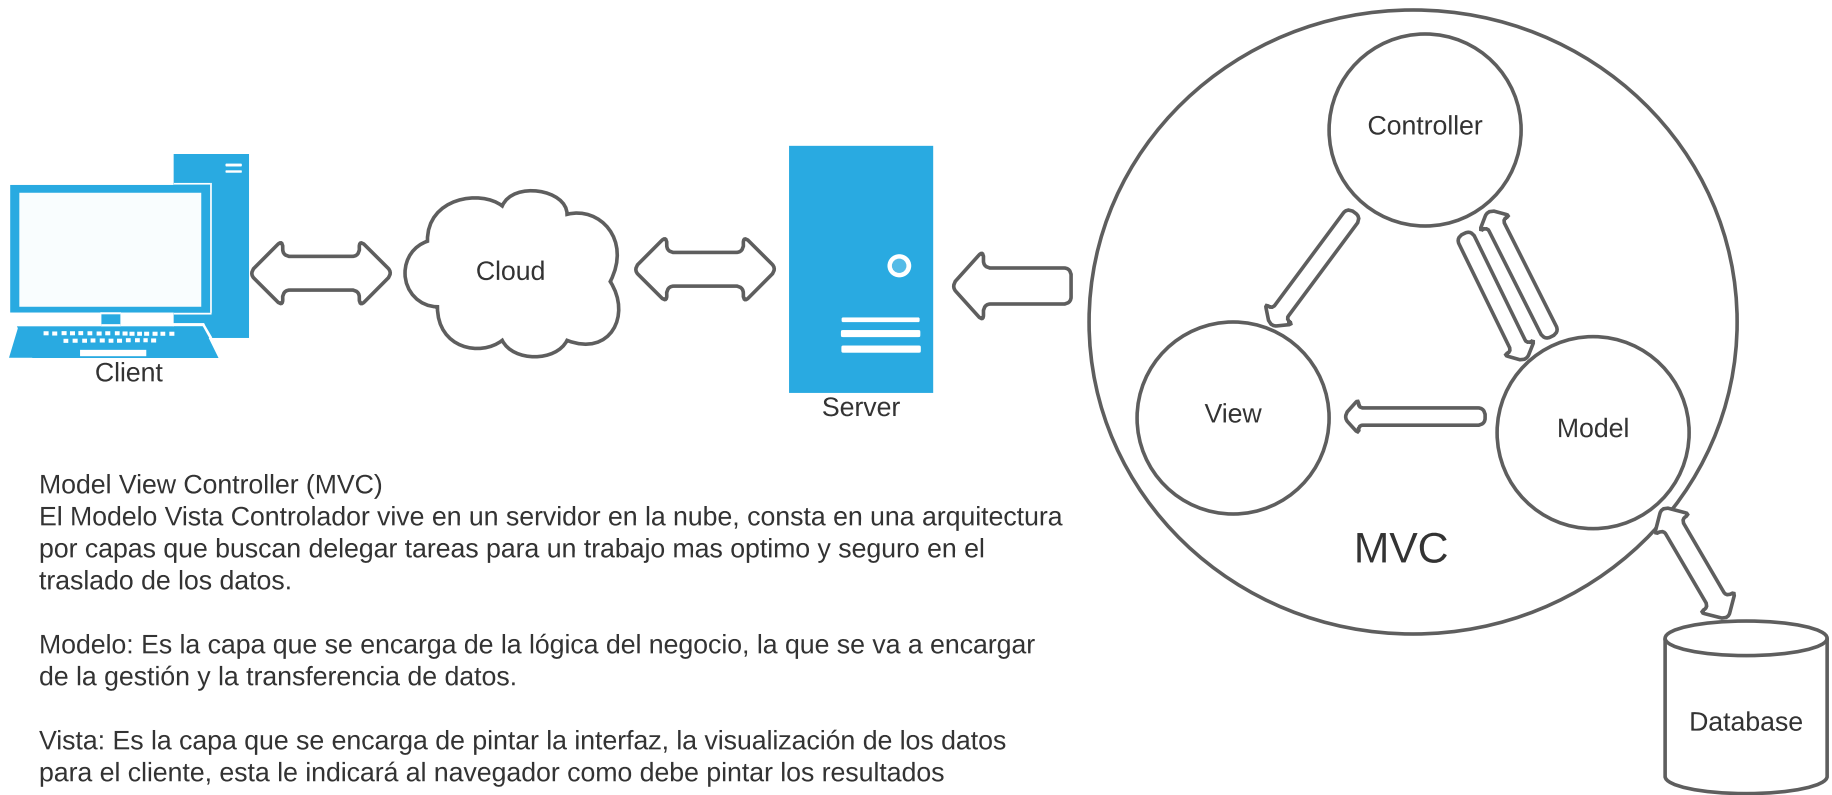 Controller
Cloud
Client
Server
View
Model
MVC
Database
Model View Controller (MVC)
El Modelo Vista Controlador vive en un servidor en la nube, consta en una arquitectura
por capas que buscan delegar tareas para un trabajo mas optimo y seguro en el
traslado de los datos.
Modelo: Es la capa que se encarga de la lógica del negocio, la que se va a encargar
de la gestión y la transferencia de datos.
Vista: Es la capa que se encarga de pintar la interfaz, la visualización de los datos
para el cliente, esta le indicará al navegador como debe pintar los resultados